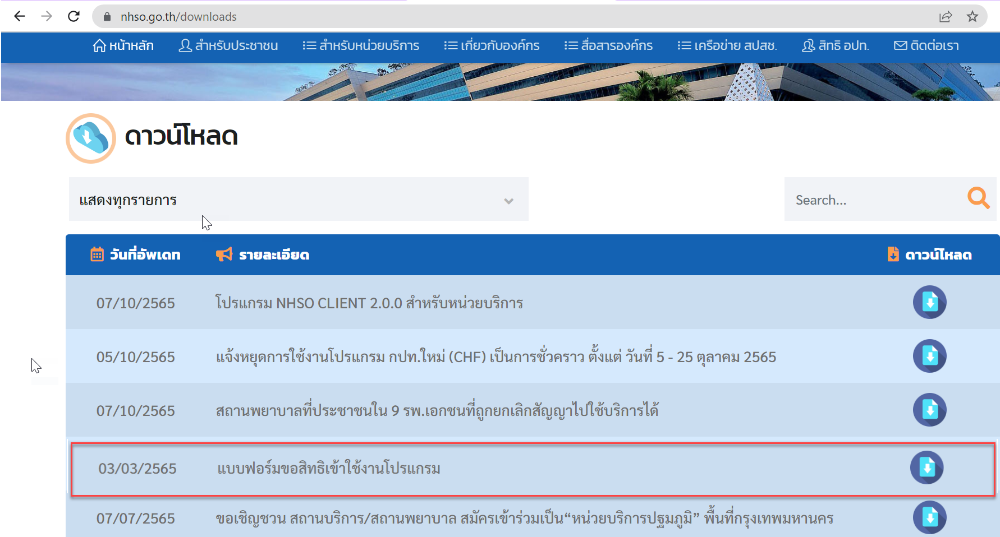 nhso.go.th/downloads
หน้าหลัก สำหรับประชาชน สำหรับหน่วยบริการ เกี่ยวกับองค์กร สื่อสารองค์กร เครือข่าย สปสช. สิทธิ อปท. ติดต่อเรา
ดาวน์โหลด
แสดงทุกรายการ Search...
วันที่อัพเดท รายละเอียด ดาวน์โหลด
07/10/2565 โปรแกรม NHSO CLIENT 2.0.0 สำหรับหน่วยบริการ
05/10/2565 แจ้งหยุดการใช้งานโปรแกรม กปท.ใหม่ (CHF) เป็นการชั่วคราว ตั้งแต่ วันที่ 5 - 25 ตุลาคม 2565
07/10/2565 สถานพยาบาลที่ประชาชนใน 9 รพ.เอกชนที่ถูกยกเลิกสัญญาไปใช้บริการได้
03/03/2565 แบบฟอร์มขอสิทธิเข้าใช้งานโปรแกรม
07/07/2565 ขอเชิญชวน สถานบริการ/สถานพยาบาล สมัครเข้าร่วมเป็น“หน่วยบริการปฐมภูมิ” พื้นที่กรุงเทพมหานคร